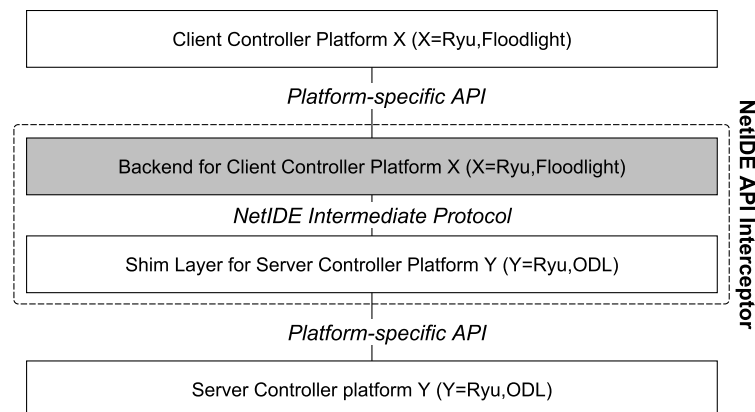 Client Controller Platform X (X=Ryu,Floodlight)
Platform-specific API
Backend for Client Controller Platform X (X=Ryu,Floodlight)
NetIDE Intermediate Protocol
Shim Layer for Server Controller Platform Y (Y=Ryu,ODL)
NetIDE API Interceptor
Platform-specific API
Server Controller platform Y (Y=Ryu,ODL)